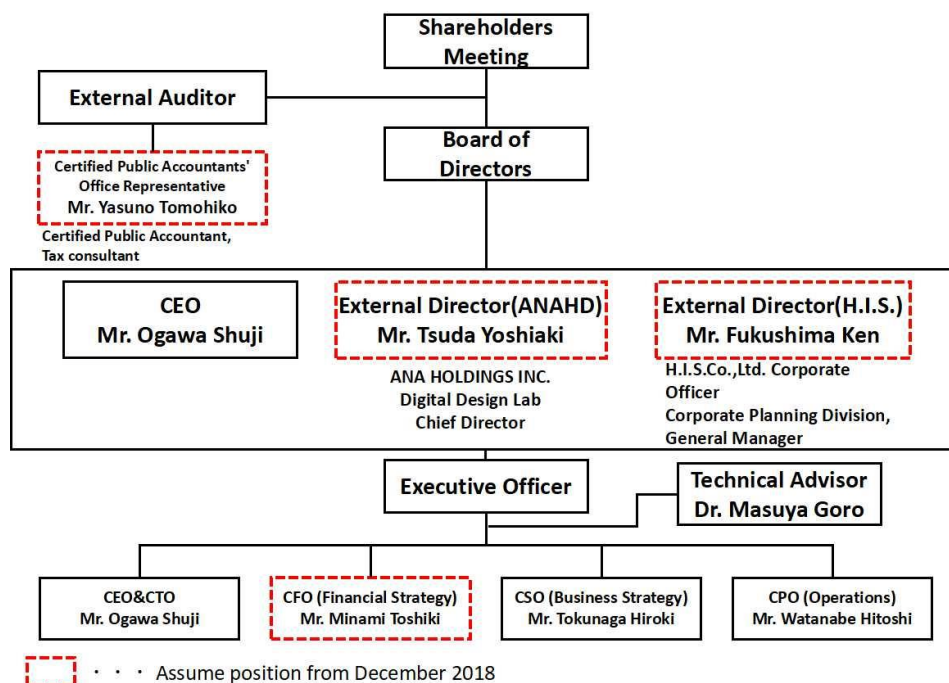 Shareholders
Meeting
External Auditor
Board of
Directors
Certified Public Accountants'
Office Representative
Mr. Yasuno Tomohiko
Certified Public Accountant,
Tax consultant
CEO
Mr. Ogawa Shuji
External Director(ANAHD)
Mr. Tsuda Yoshiaki
ANA HOLDINGS INC.
Digital Design Lab
Chief Director
External Director(H.I.S.)
Mr. Fukushima Ken
H.I.S.Co.,Ltd. Corporate
Officer
Corporate Planning Division,
General Manager
Executive Officer
Technical Advisor
Dr. Masuya Goro
CEO&CTO
Mr. Ogawa Shuji
CFO (Financial Strategy)
Mr. Minami Toshiki
CSO (Business Strategy)
Mr. Tokunaga Hiroki
CPO (Operations)
Mr. Watanabe Hitoshi
・・・Assume position from December 2018